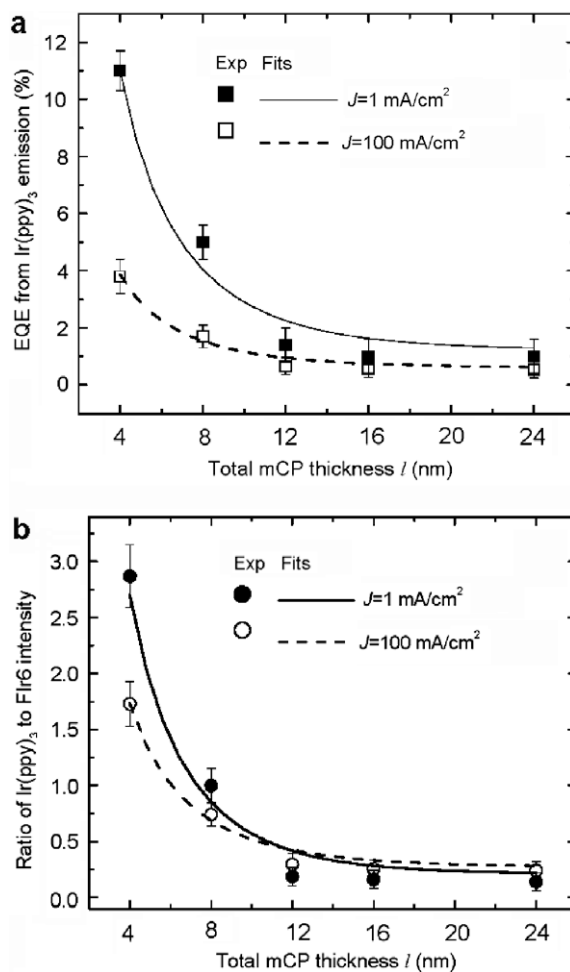 a
EQE from Ir(ppy)₃ emission (%)
12
10
8
6
4
2
0
Exp Fits
J=1 mA/cm²
J=100 mA/cm²
4 8 12 16 20 24
Total mCP thickness l (nm)
b
Ratio of Ir(ppy)₃ to FIr6 intensity
3.0
2.5
2.0
1.5
1.0
0.5
0.0
Exp Fits
J=1 mA/cm²
J=100 mA/cm²
4 8 12 16 20 24
Total mCP thickness l (nm)